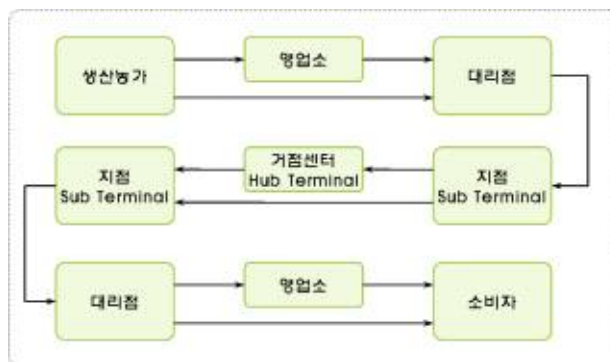 생산농가
영업소
대리점
지점
Sub Terminal
거점센터
Hub Terminal
지점
Sub Terminal
대리점
영업소
소비자